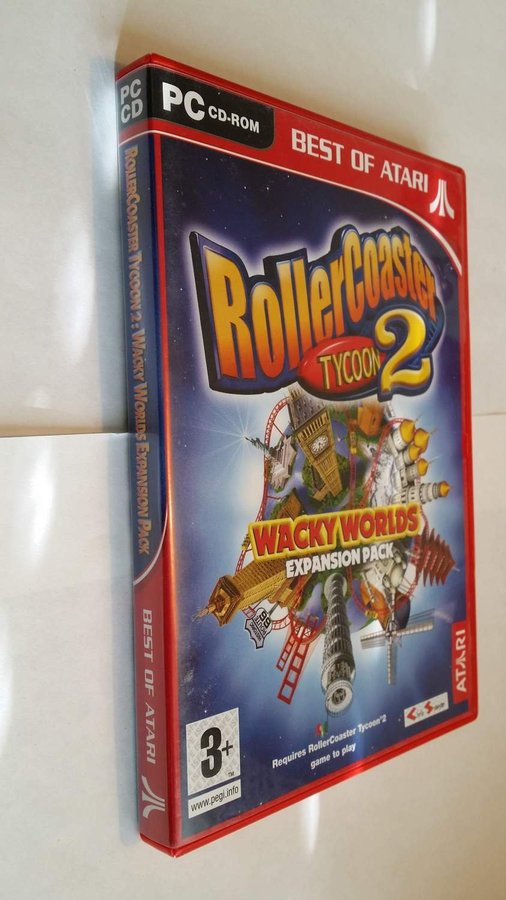 PC
CD
ROLLERCOASTER TYCOON 2: WACKY WORLDS EXPANSION PACK
BEST OF ATARI
PC CD-ROM
BEST OF ATARI
RollerCoaster
TYCOON 2
WACKY WORLDS
EXPANSION PACK
ATARI
3+
TM
www.pegi.info
Requires RollerCoaster Tycoon®2
game to play